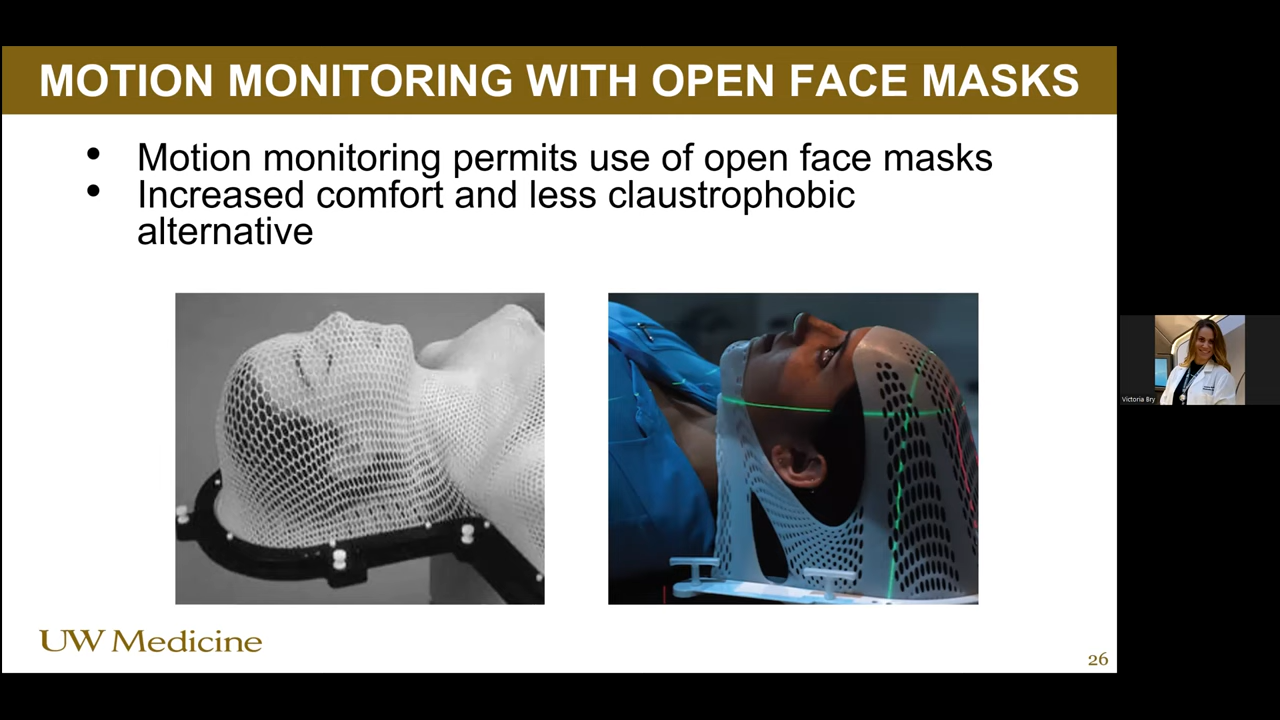 MOTION MONITORING WITH OPEN FACE MASKS
• Motion monitoring permits use of open face masks
• Increased comfort and less claustrophobic
alternative
Victoria Bry
UW Medicine
26